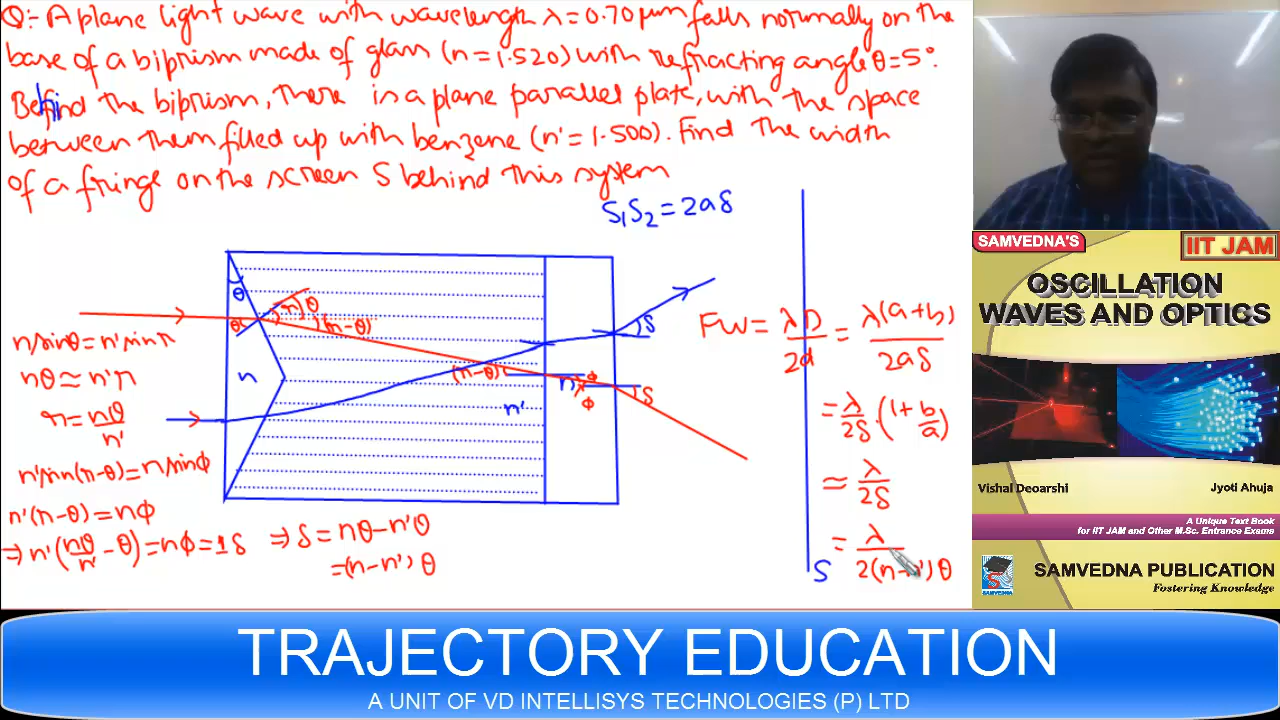 Q:- A plane light wave with wavelength λ=0.70 μm falls normally on the
base of a biprism made of glass (n=1.520) with refracting angle θ=5°.
Behind the biprism, there is a plane parallel plate, with the space
between them filled up with benzene (n'=1.500). Find the width
of a fringe on the screen S behind this system
S₁S₂=2aδ
θ
θ
r
θ
(r-θ)
(r-θ)
n
n'
n
φ
φ
δ
δ
n sinθ=n'sin r
nθ≈n'r
r=nθ/n'
n'sin(r-θ)=n sinφ
n'(r-θ)=nφ
⇒n'(nθ/n'-θ)=nφ=1δ
⇒δ=nθ-n'θ
=(n-n')θ
FW=λD/2d=λ(a+b)/2aδ
=λ/2δ.(1+b/a)
≈λ/2δ
=λ/2(n-n')θ
S
SAMVEDNA'S
IIT JAM
OSCILLATION
WAVES AND OPTICS
Vishal Deoarshi
Jyoti Ahuja
A Unique Text Book
for IIT JAM and Other M.Sc. Entrance Exams
SAMVEDNA PUBLICATION
Fostering Knowledge
TRAJECTORY EDUCATION
A UNIT OF VD INTELLISYS TECHNOLOGIES (P) LTD